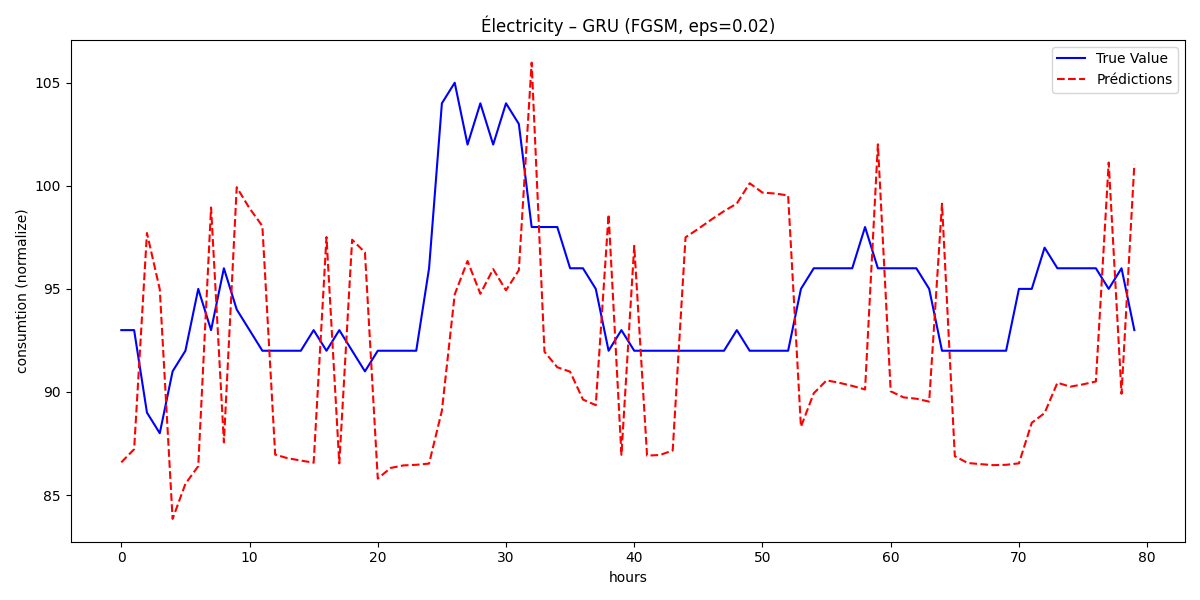 Électricity – GRU (FGSM, eps=0.02)
True Value
Prédictions
consumtion (normalize)
105
100
95
90
85
0 10 20 30 40 50 60 70 80
hours